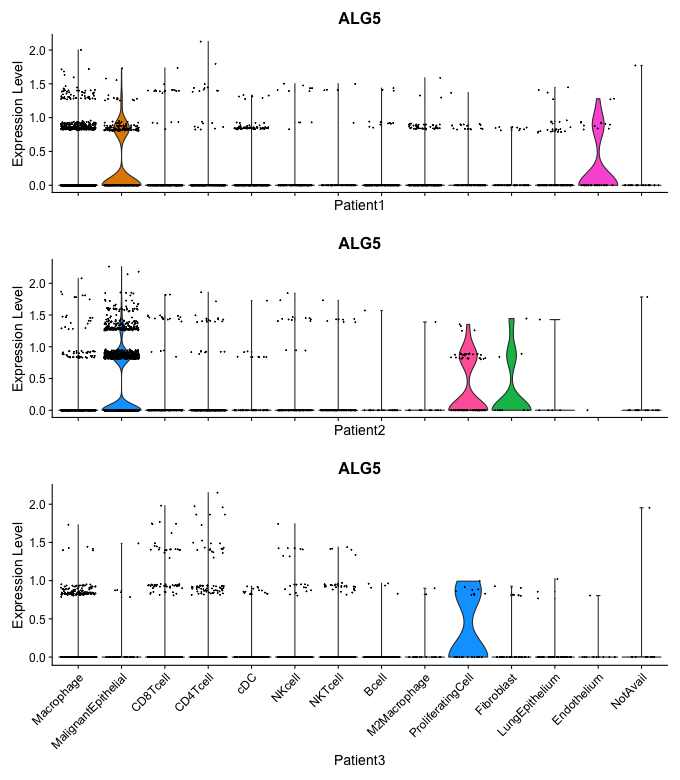 ALG5
Expression Level
2.0
1.5
1.0
0.5
0.0
Patient1
ALG5
Expression Level
2.0
1.5
1.0
0.5
0.0
Patient2
ALG5
Expression Level
2.0
1.5
1.0
0.5
0.0
Macrophage
MalignantEpithelial
CD8Tcell
CD4Tcell
cDC
NKcell
NKTcell
Bcell
M2Macrophage
ProliferatingCell
Fibroblast
LungEpithelium
Endothelium
NotAvail
Patient3